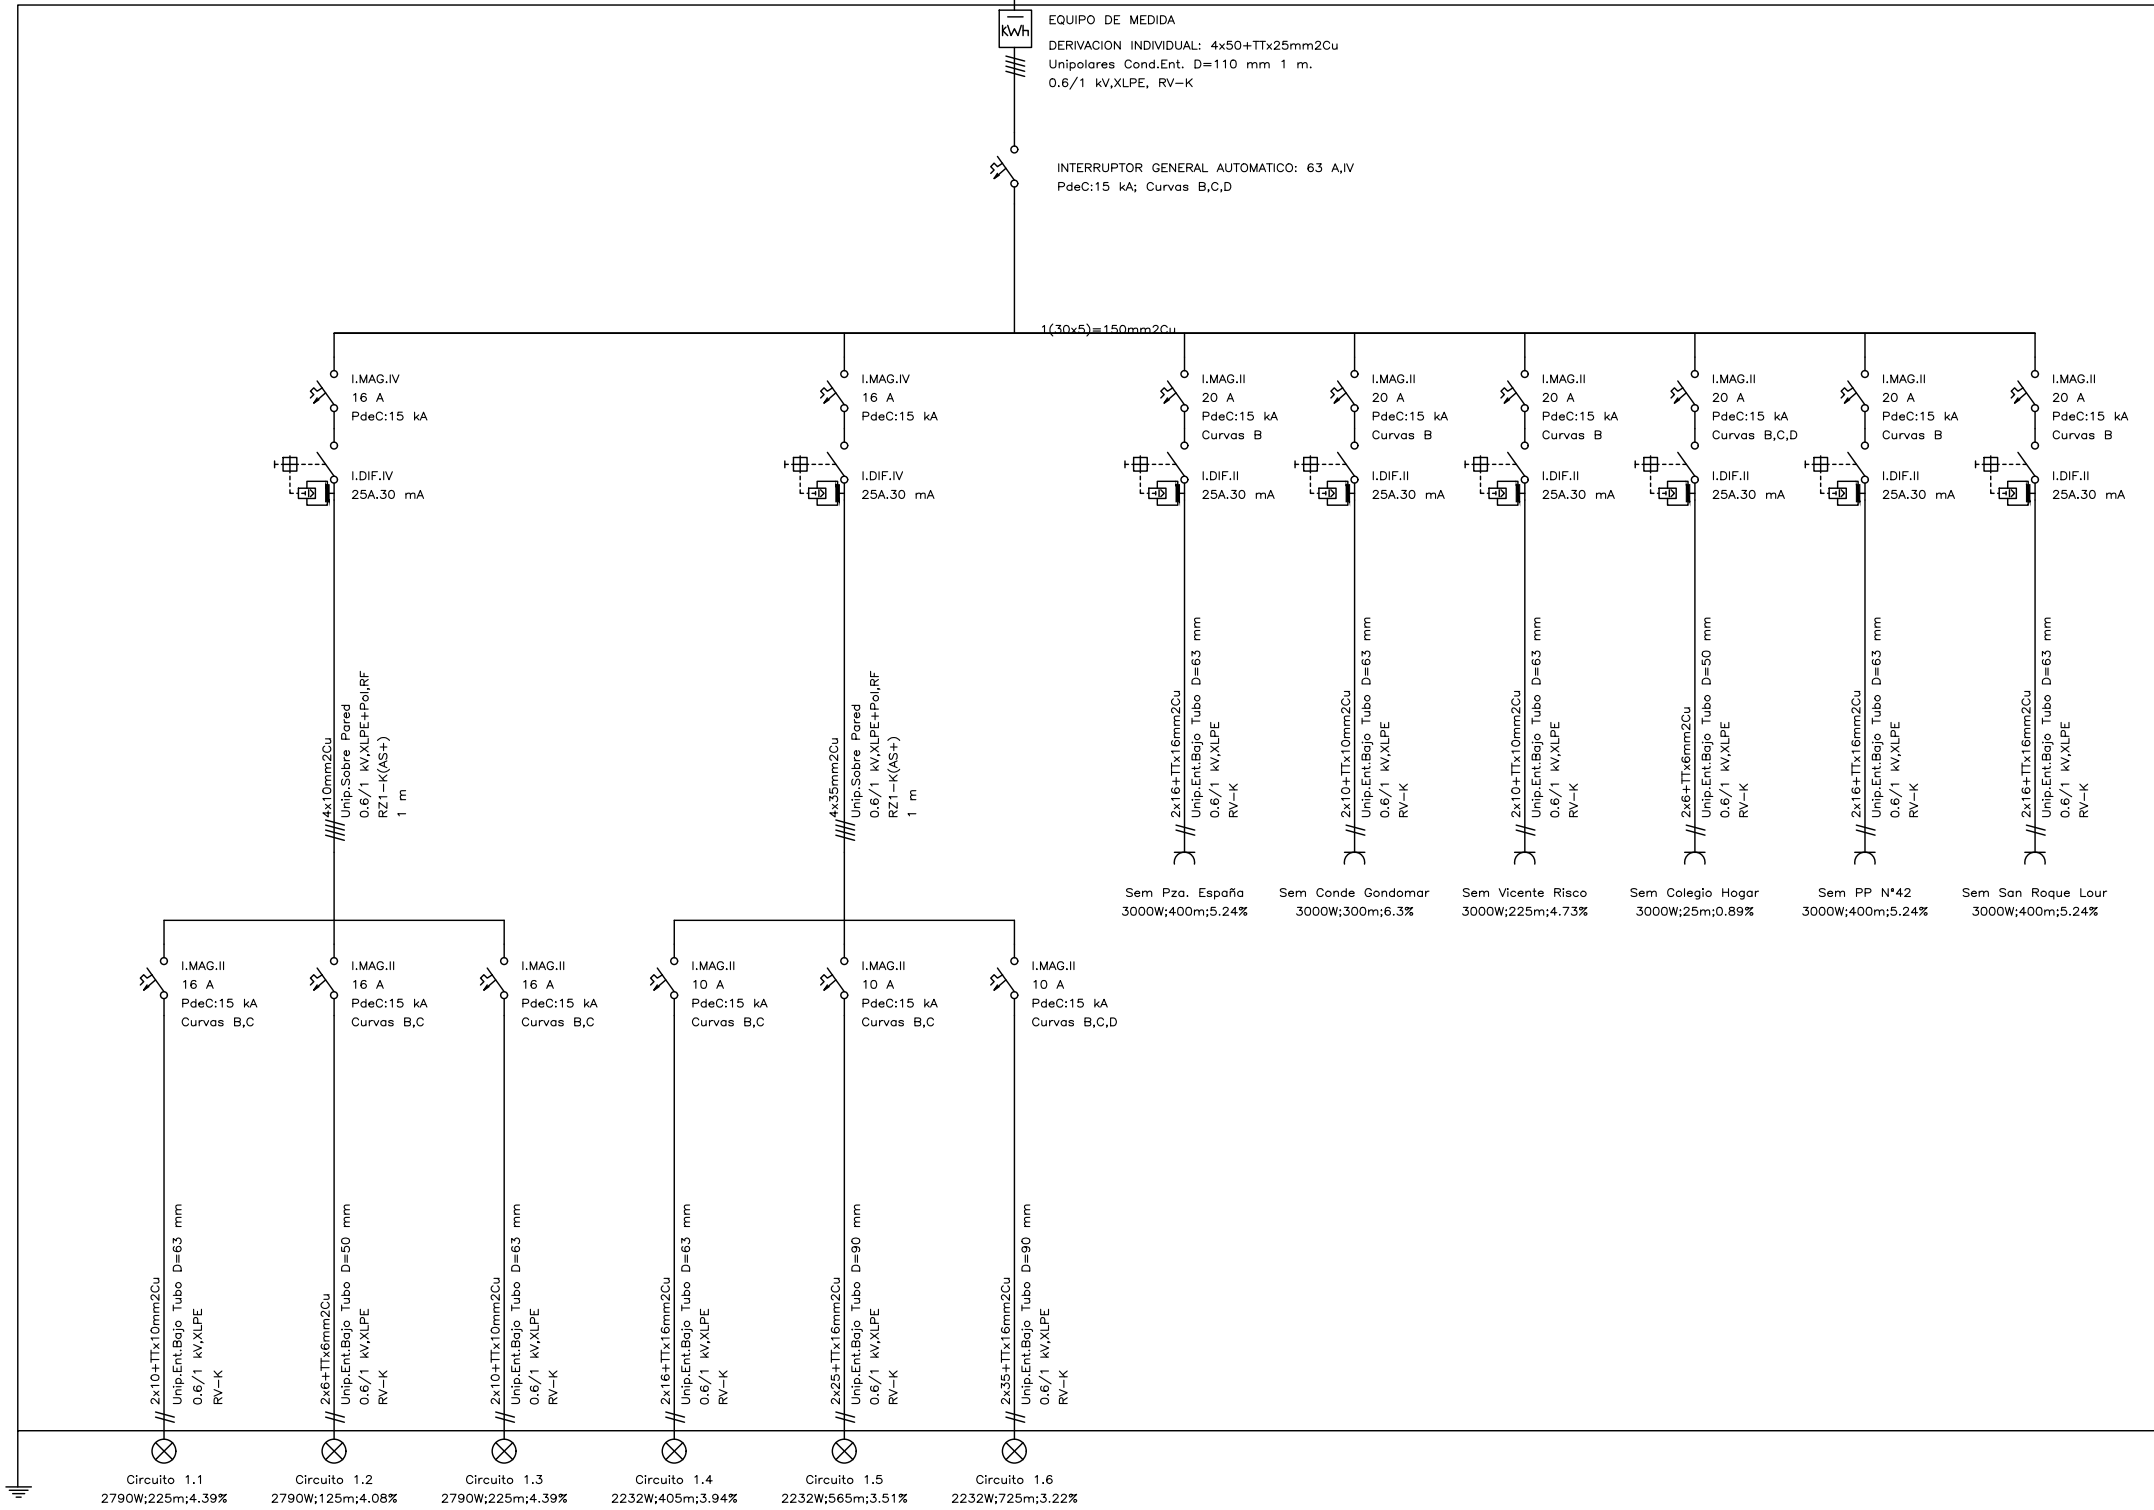 KWh
EQUIPO DE MEDIDA
DERIVACION INDIVIDUAL: 4x50+TTx25mm2Cu
Unipolares Cond.Ent. D=110 mm 1 m.
0.6/1 kV,XLPE, RV-K
INTERRUPTOR GENERAL AUTOMATICO: 63 A,IV
PdeC:15 kA; Curvas B,C,D
1(30x5)=150mm2Cu
I.MAG.IV
16 A
PdeC:15 kA
I.DIF.IV
25A.30 mA
4x10mm2Cu
Unip.Sobre Pared
0.6/1 kV,XLPE+Pol,RF
RZ1-K(AS+)
1 m
I.MAG.IV
16 A
PdeC:15 kA
I.DIF.IV
25A.30 mA
4x35mm2Cu
Unip.Sobre Pared
0.6/1 kV,XLPE+Pol,RF
RZ1-K(AS+)
1 m
I.MAG.II
20 A
PdeC:15 kA
Curvas B
I.DIF.II
25A.30 mA
2x16+TTx16mm2Cu
Unip.Ent.Bajo Tubo D=63 mm
0.6/1 kV,XLPE
RV-K
Sem Pza. España
3000W;400m;5.24%
I.MAG.II
20 A
PdeC:15 kA
Curvas B
I.DIF.II
25A.30 mA
2x10+TTx10mm2Cu
Unip.Ent.Bajo Tubo D=63 mm
0.6/1 kV,XLPE
RV-K
Sem Conde Gondomar
3000W;300m;6.3%
I.MAG.II
20 A
PdeC:15 kA
Curvas B
I.DIF.II
25A.30 mA
2x10+TTx10mm2Cu
Unip.Ent.Bajo Tubo D=63 mm
0.6/1 kV,XLPE
RV-K
Sem Vicente Risco
3000W;225m;4.73%
I.MAG.II
20 A
PdeC:15 kA
Curvas B,C,D
I.DIF.II
25A.30 mA
2x6+TTx6mm2Cu
Unip.Ent.Bajo Tubo D=50 mm
0.6/1 kV,XLPE
RV-K
Sem Colegio Hogar
3000W;25m;0.89%
I.MAG.II
20 A
PdeC:15 kA
Curvas B
I.DIF.II
25A.30 mA
2x16+TTx16mm2Cu
Unip.Ent.Bajo Tubo D=63 mm
0.6/1 kV,XLPE
RV-K
Sem PP Nº42
3000W;400m;5.24%
I.MAG.II
20 A
PdeC:15 kA
Curvas B
I.DIF.II
25A.30 mA
2x16+TTx16mm2Cu
Unip.Ent.Bajo Tubo D=63 mm
0.6/1 kV,XLPE
RV-K
Sem San Roque Lour
3000W;400m;5.24%
I.MAG.II
16 A
PdeC:15 kA
Curvas B,C
2x10+TTx10mm2Cu
Unip.Ent.Bajo Tubo D=63 mm
0.6/1 kV,XLPE
RV-K
Circuito 1.1
2790W;225m;4.39%
I.MAG.II
16 A
PdeC:15 kA
Curvas B,C
2x6+TTx6mm2Cu
Unip.Ent.Bajo Tubo D=50 mm
0.6/1 kV,XLPE
RV-K
Circuito 1.2
2790W;125m;4.08%
I.MAG.II
16 A
PdeC:15 kA
Curvas B,C
2x10+TTx10mm2Cu
Unip.Ent.Bajo Tubo D=63 mm
0.6/1 kV,XLPE
RV-K
Circuito 1.3
2790W;225m;4.39%
I.MAG.II
10 A
PdeC:15 kA
Curvas B,C
2x16+TTx16mm2Cu
Unip.Ent.Bajo Tubo D=63 mm
0.6/1 kV,XLPE
RV-K
Circuito 1.4
2232W;405m;3.94%
I.MAG.II
10 A
PdeC:15 kA
Curvas B,C
2x25+TTx16mm2Cu
Unip.Ent.Bajo Tubo D=90 mm
0.6/1 kV,XLPE
RV-K
Circuito 1.5
2232W;565m;3.51%
I.MAG.II
10 A
PdeC:15 kA
Curvas B,C,D
2x35+TTx16mm2Cu
Unip.Ent.Bajo Tubo D=90 mm
0.6/1 kV,XLPE
RV-K
Circuito 1.6
2232W;725m;3.22%